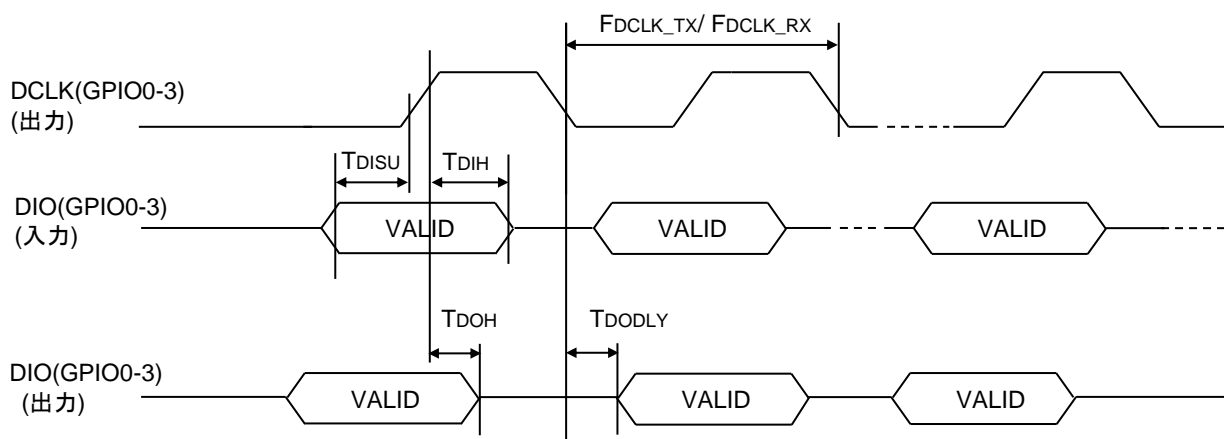 FDCLK_TX/ FDCLK_RX
DCLK(GPIO0-3)
(出力)
TDISU
TDIH
DIO(GPIO0-3)
(入力)
VALID
VALID
VALID
TDOH
TDODLY
DIO(GPIO0-3)
(出力)
VALID
VALID
VALID